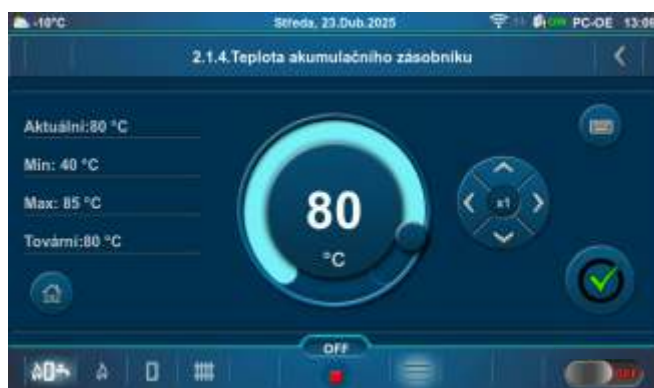 -10°C
Středa, 23.Dub.2025
PC-OE 13:06
2.1.4.Teplota akumulačního zásobníku
Aktuální:80 °C
Min: 40 °C
Max: 85 °C
Tovární:80 °C
80
°C
x1
OFF
OFF